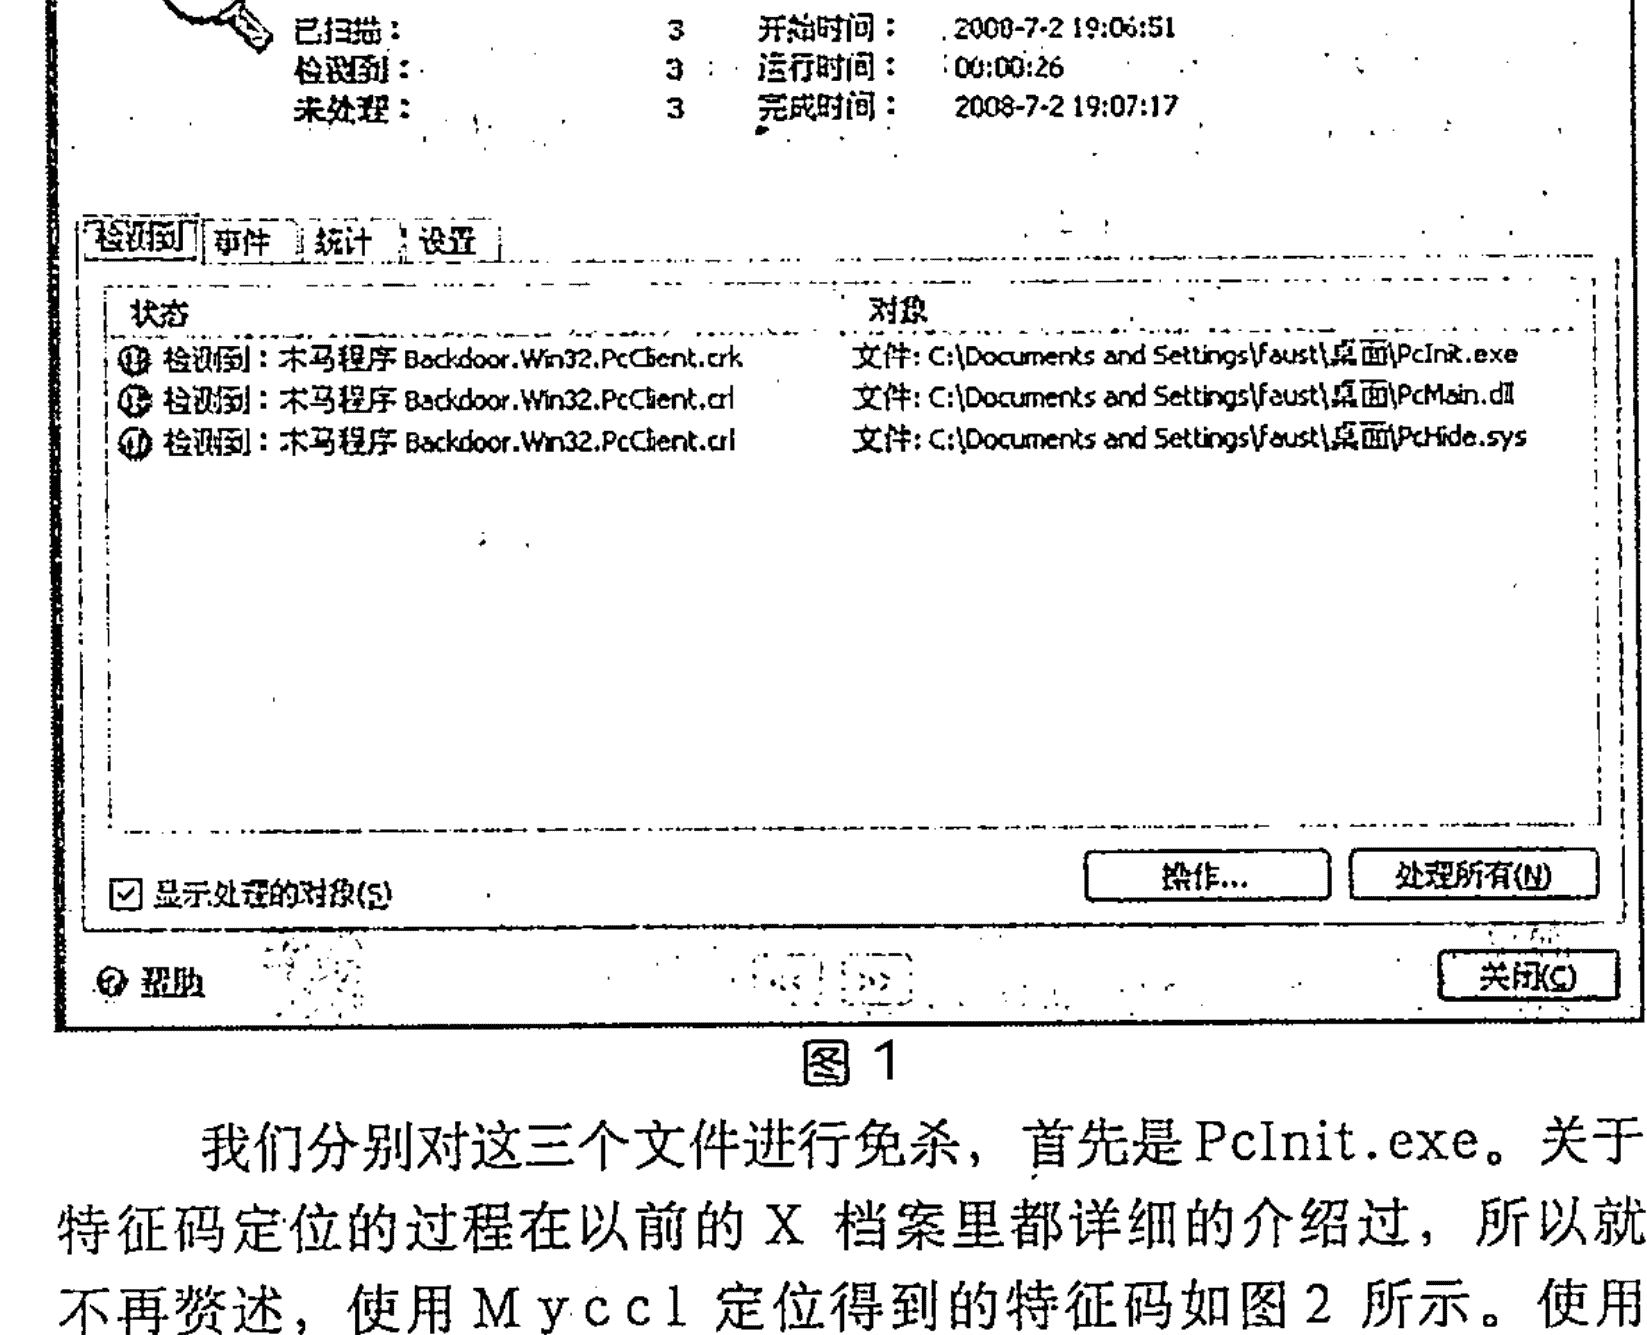 已扫描： 3 开始时间： 2008-7-2 19:06:51
检测到： 3 运行时间： 00:00:26
未处理： 3 完成时间： 2008-7-2 19:07:17
检测到 事件 统计 设置
状态 对象
检测到：木马程序 Backdoor.Win32.PcClient.crk 文件: C:\Documents and Settings\faust\桌面\PcInit.exe
检测到：木马程序 Backdoor.Win32.PcClient.crl 文件: C:\Documents and Settings\faust\桌面\PcMain.dll
检测到：木马程序 Backdoor.Win32.PcClient.crl 文件: C:\Documents and Settings\faust\桌面\PcHide.sys
操作... 处理所有(N)
显示处理的对象(S)
帮助 << >> 关闭(C)
图 1
我们分别对这三个文件进行免杀，首先是PcInit.exe。关于
特征码定位的过程在以前的 X 档案里都详细的介绍过，所以就
不再赘述，使用 Myccl 定位得到的特征码如图 2 所示。使用